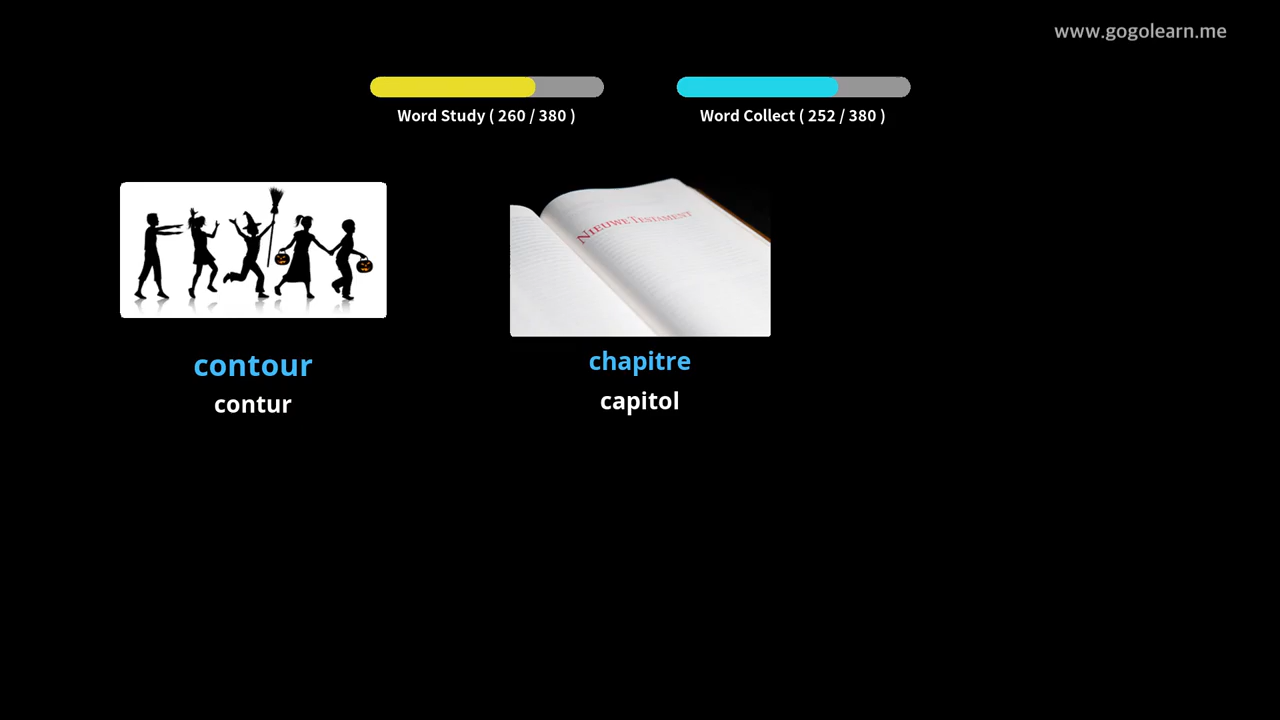 www.gogolearn.me
Word Study ( 260 / 380 )
Word Collect ( 252 / 380 )
NIEUWE TESTAMENT
contour
contur
chapitre
capitol